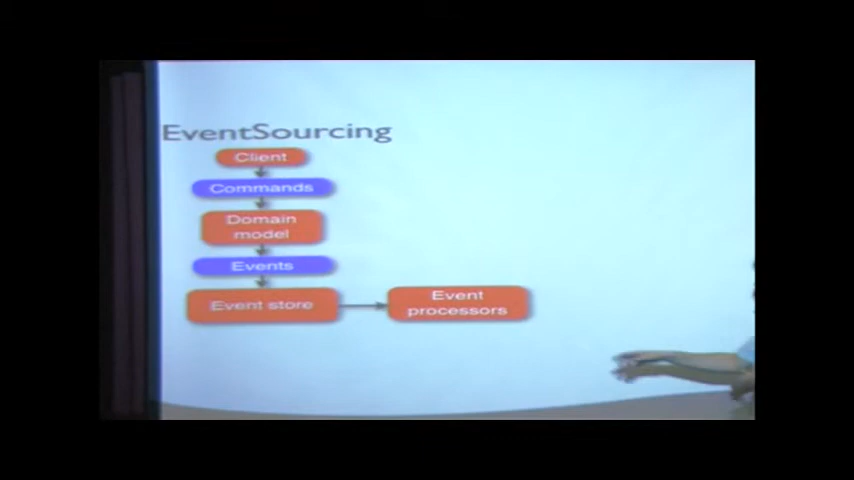 EventSourcing
Client
Commands
Domain
model
Events
Event store
Event
processors